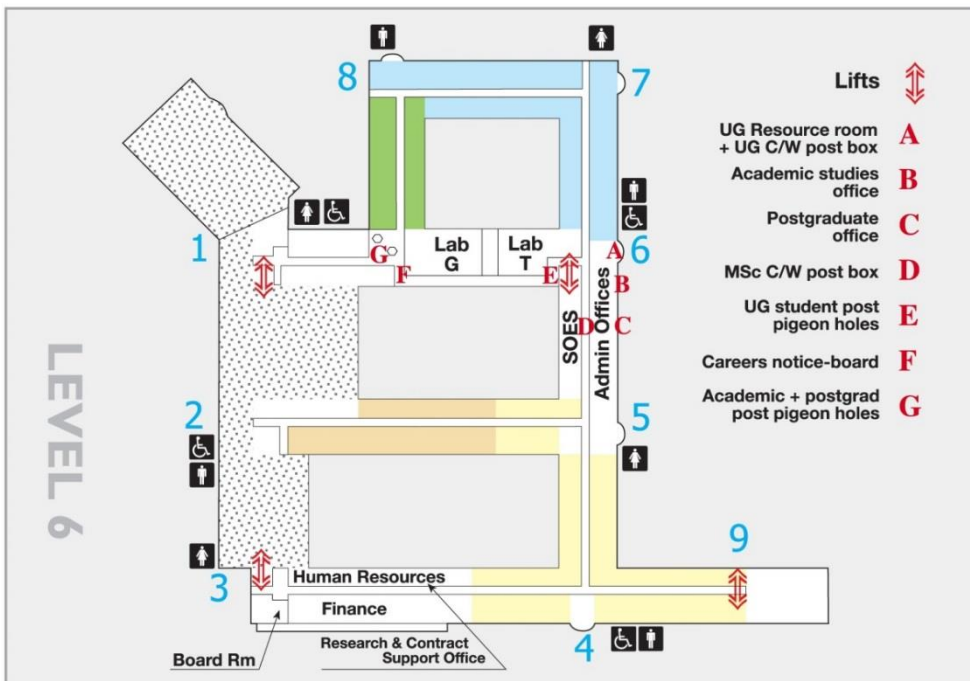 LEVEL 6
8
7
1
6
2
5
3
9
4
G
F
Lab
G
Lab
T
E
A
B
D
C
SOES
Admin Offices
Human Resources
Finance
Board Rm
Research & Contract
Support Office
Lifts
UG Resource room
+ UG C/W post box
A
Academic studies
office
B
Postgraduate
office
C
MSc C/W post box
D
UG student post
pigeon holes
E
Careers notice-board
F
Academic + postgrad
post pigeon holes
G